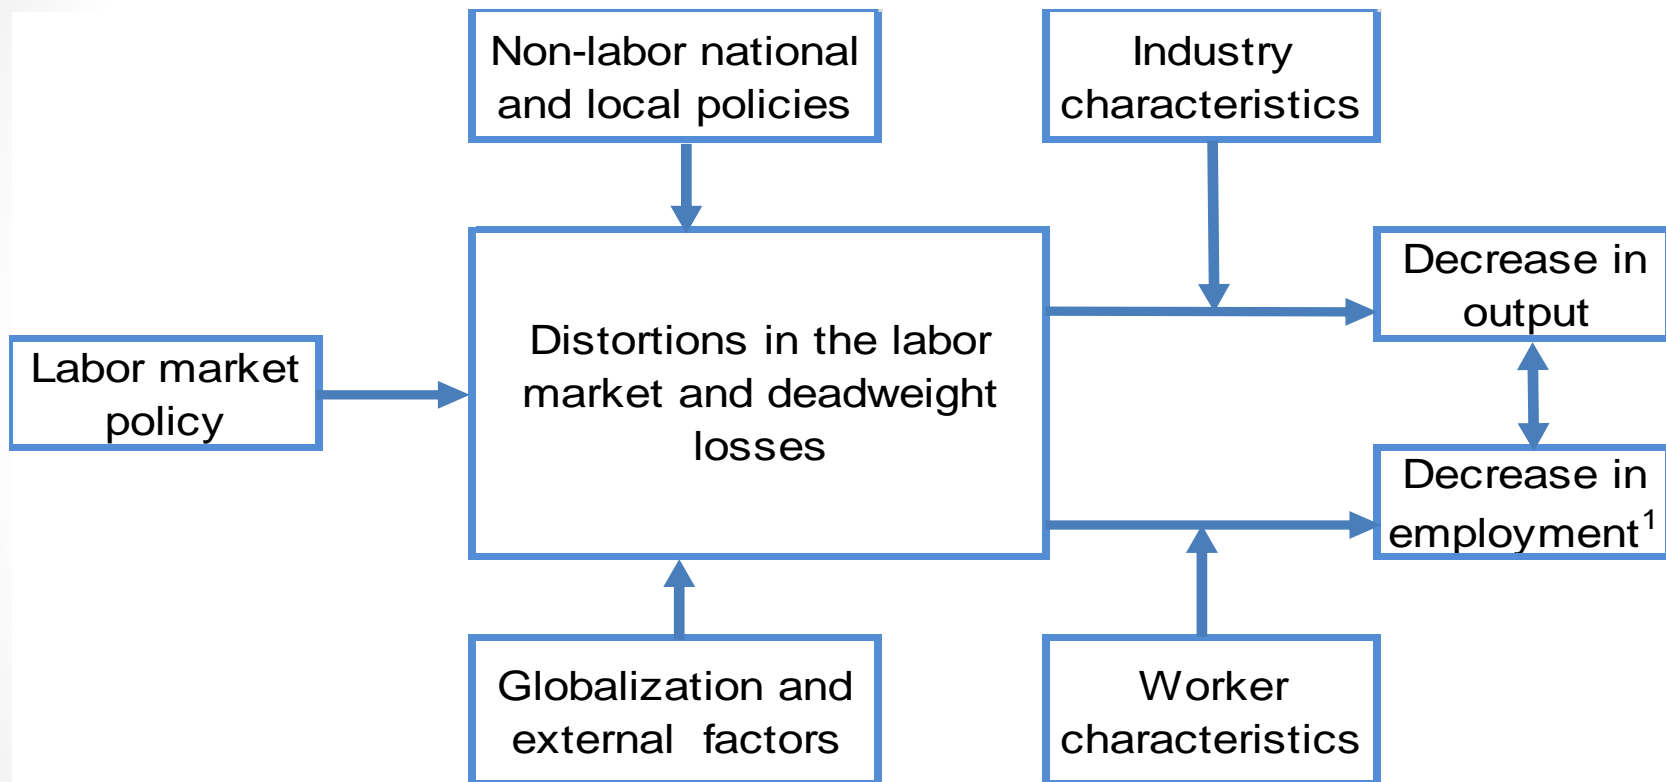 Non-labor national
and local policies
Industry
characteristics
Labor market
policy
Distortions in the labor
market and deadweight
losses
Decrease in
output
Decrease in
employment¹
Globalization and
external  factors
Worker
characteristics